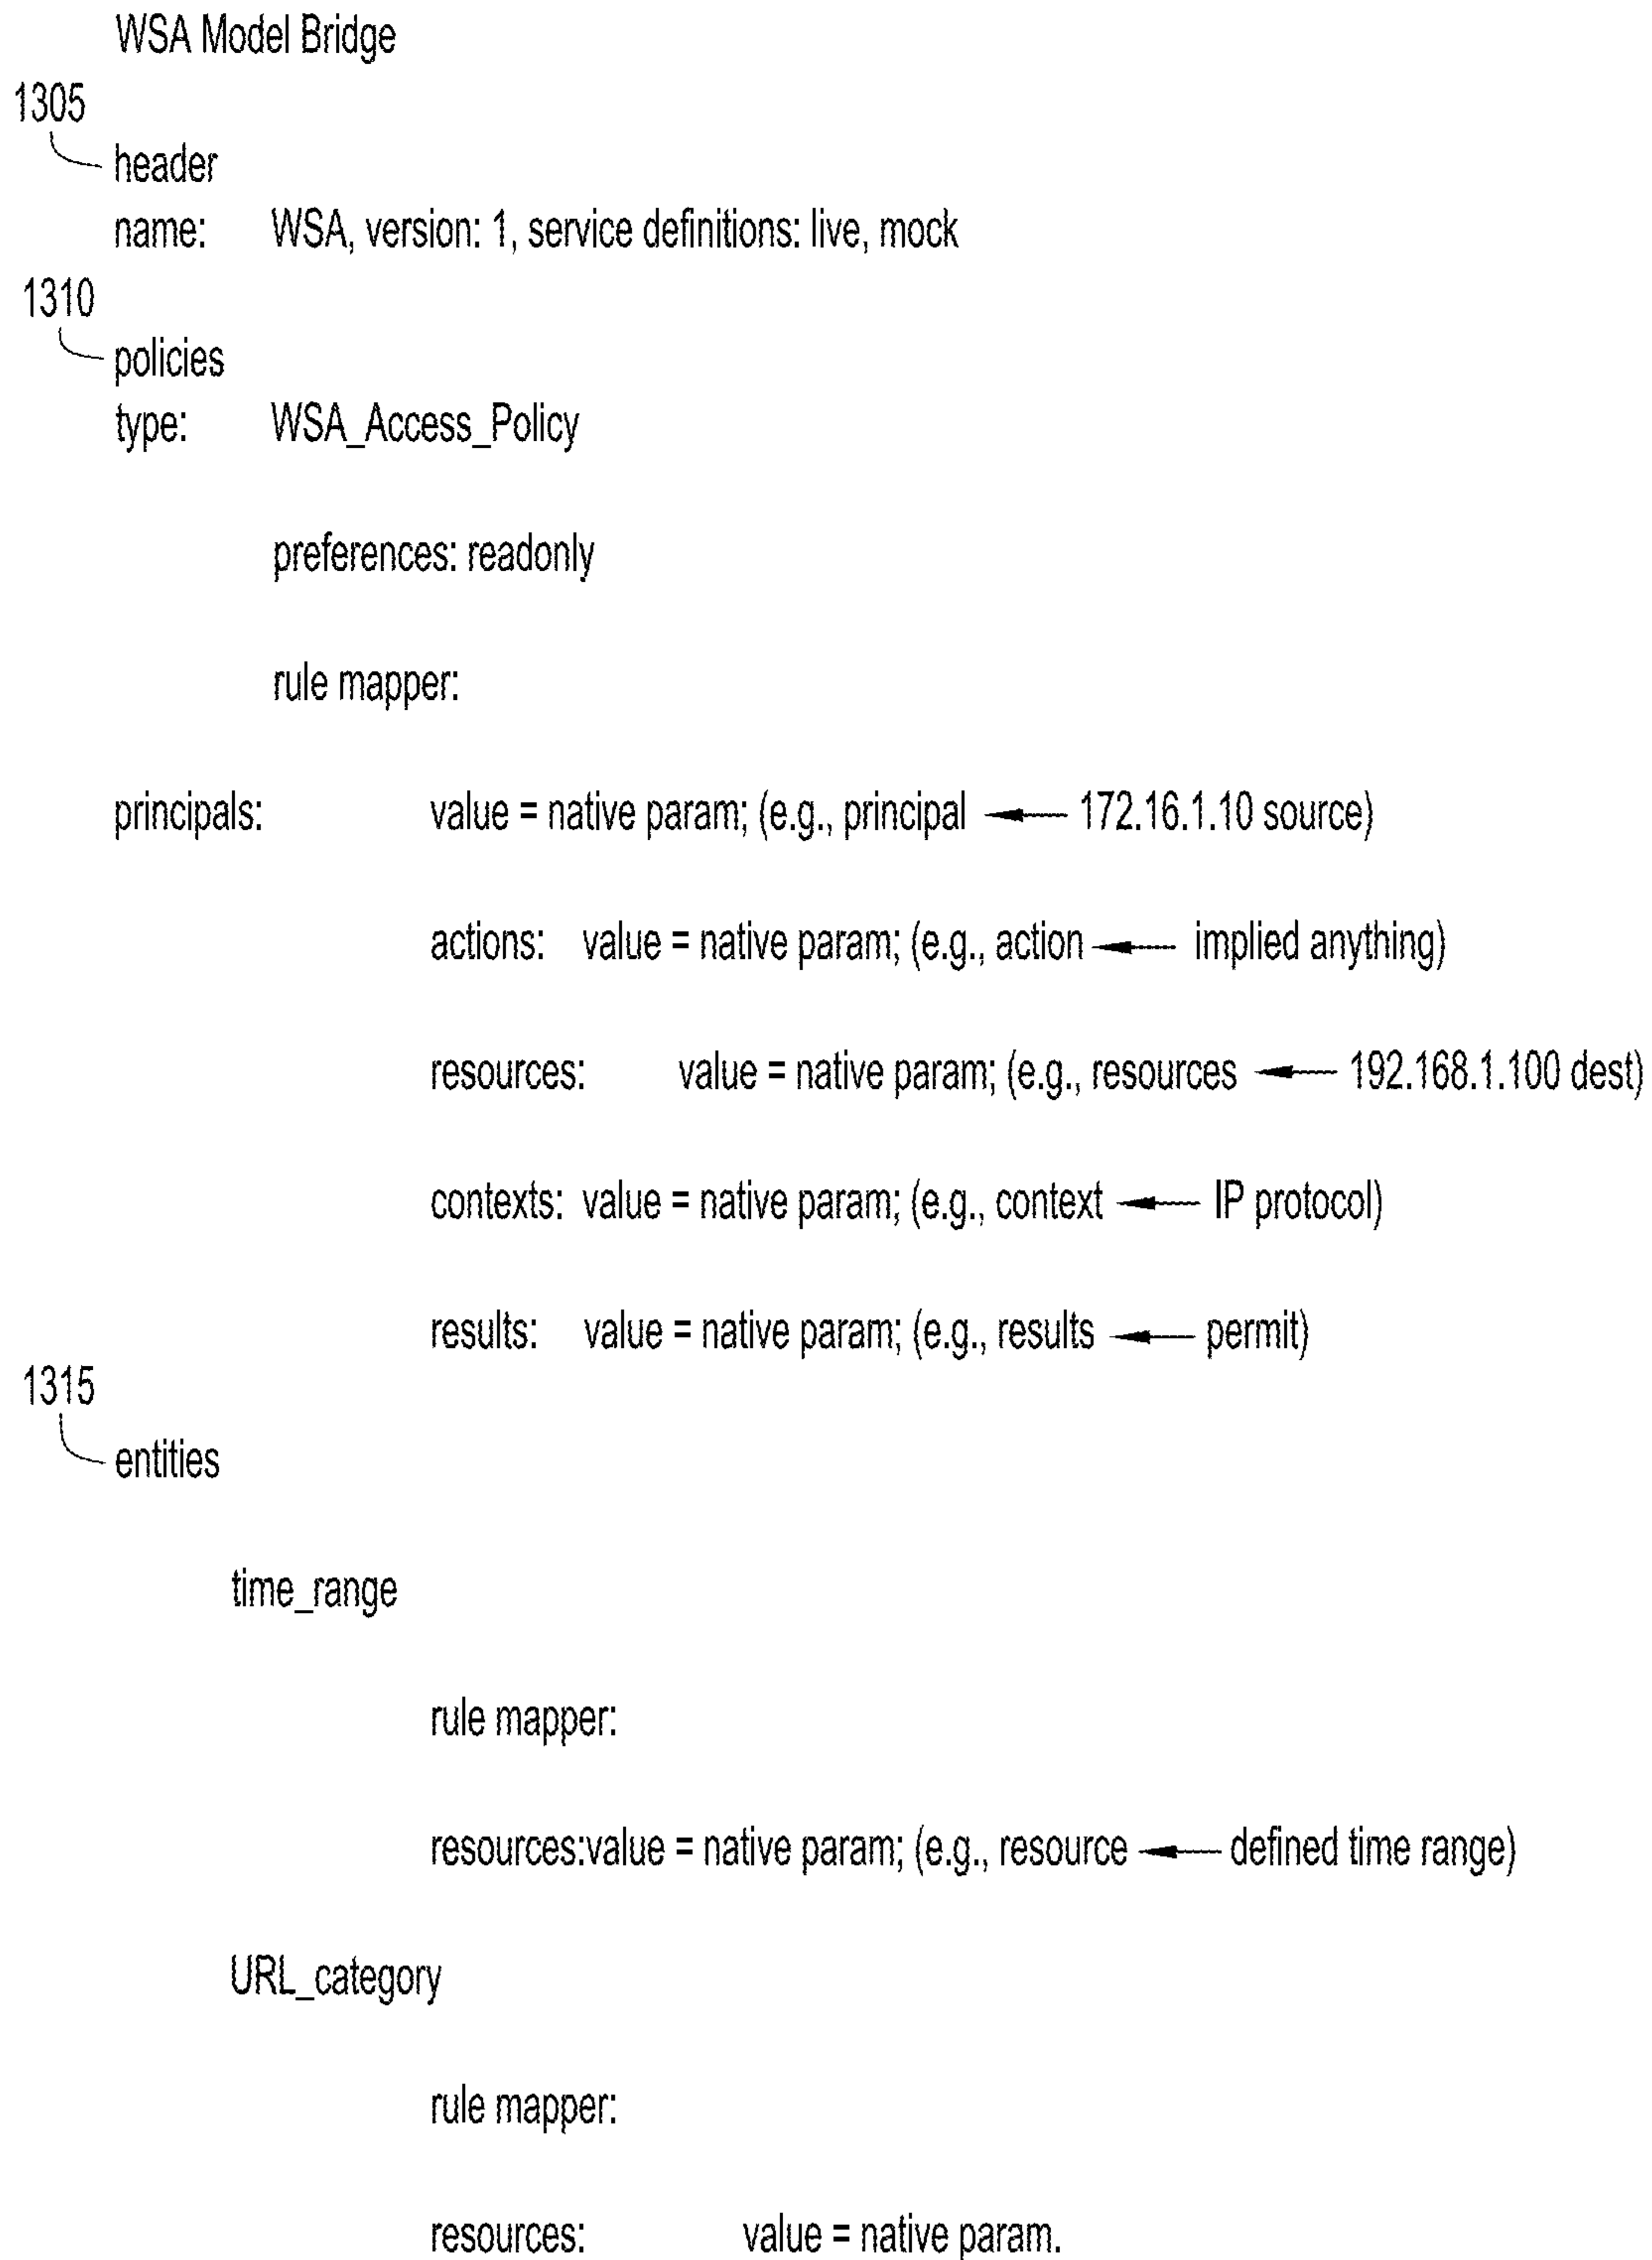 WSA Model Bridge
1305
header
name: WSA, version: 1, service definitions: live, mock
1310
policies
type: WSA_Access_Policy
preferences: readonly
rule mapper:
principals: value = native param; (e.g., principal ← 172.16.1.10 source)
actions: value = native param; (e.g., action ← implied anything)
resources: value = native param; (e.g., resources ← 192.168.1.100 dest)
contexts: value = native param; (e.g., context ← IP protocol)
results: value = native param; (e.g., results ← permit)
1315
entities
time_range
rule mapper:
resources:value = native param; (e.g., resource ← defined time range)
URL_category
rule mapper:
resources: value = native param.